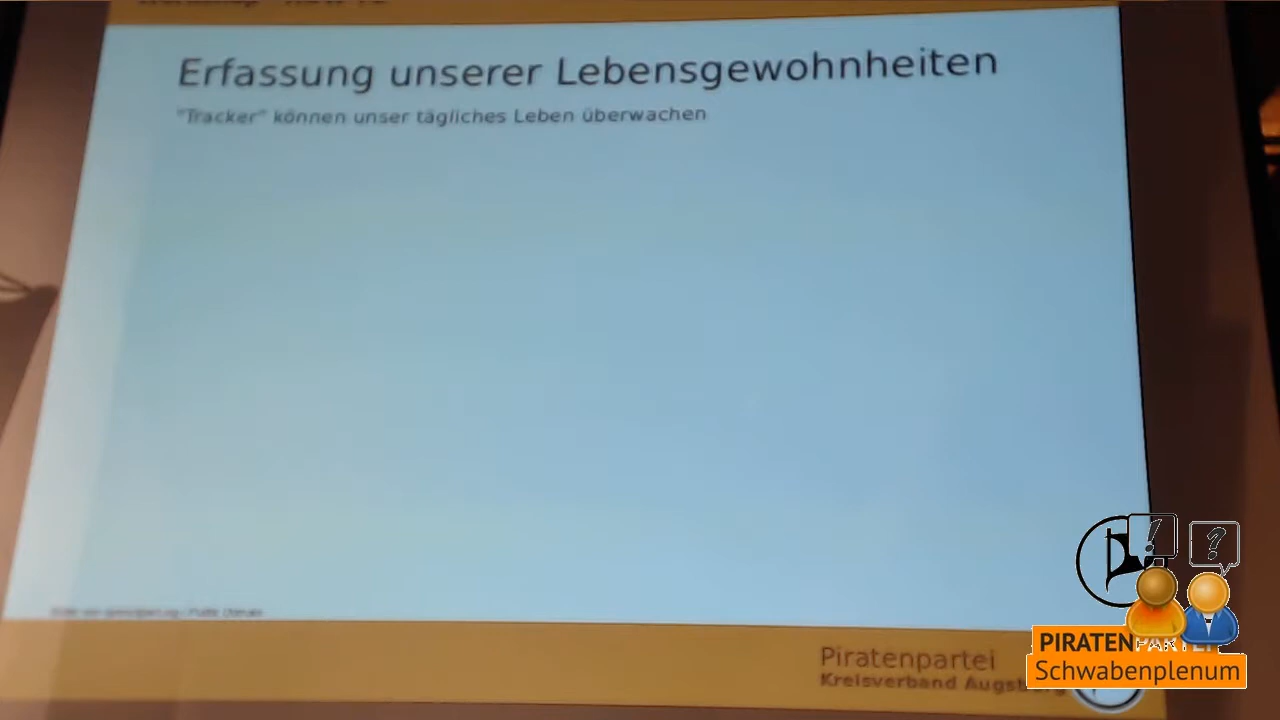 Erfassung unserer Lebensgewohnheiten
"Tracker" können unser tägliches Leben überwachen
Piratenpartei
Kreisverband Augsburg
! ?
PIRATENPARTEI
Schwabenplenum